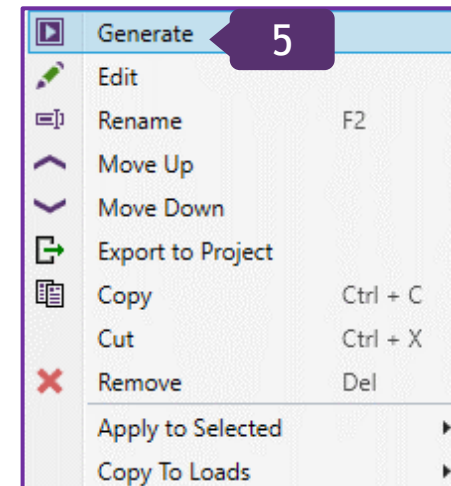 Generate 5
Edit
Rename F2
Move Up
Move Down
Export to Project
Copy Ctrl + C
Cut Ctrl + X
Remove Del
Apply to Selected
Copy To Loads